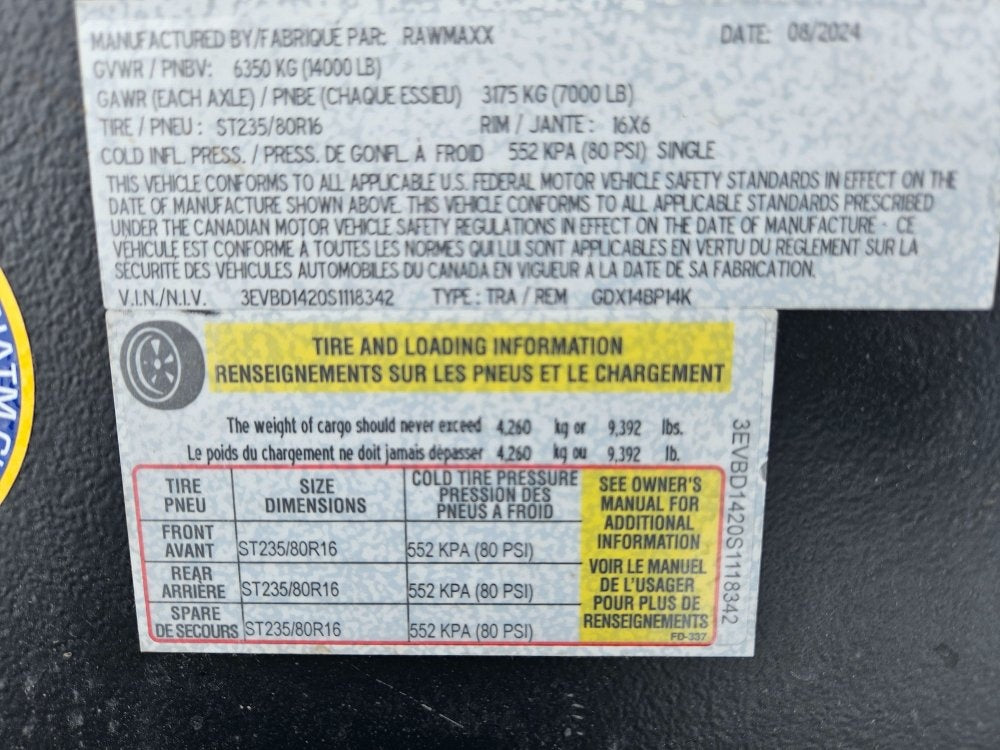 MANUFACTURED BY/FABRIQUÉ PAR: RAWMAXX DATE: 08/2024
GVWR / PNBV: 6350 KG (14000 LB)
GAWR (EACH AXLE) / PNBE (CHAQUE ESSIEU) 3175 KG (7000 LB)
TIRE / PNEU : ST235/80R16 RIM / JANTE : 16X6
COLD INFL. PRESS. / PRESS. DE GONFL. À FROID 552 KPA (80 PSI) SINGLE
THIS VEHICLE CONFORMS TO ALL APPLICABLE U.S. FEDERAL MOTOR VEHICLE SAFETY STANDARDS IN EFFECT ON THE
DATE OF MANUFACTURE SHOWN ABOVE. THIS VEHICLE CONFORMS TO ALL APPLICABLE STANDARDS PRESCRIBED
UNDER THE CANADIAN MOTOR VEHICLE SAFETY REGULATIONS IN EFFECT ON THE DATE OF MANUFACTURE - CE
VEHICULE EST CONFORME À TOUTES LES NORMES QUI LUI SONT APPLICABLES EN VERTU DU REGLEMENT SUR LA
SÉCURITÉ DES VÉHICULES AUTOMOBILES DU CANADA EN VIGUEUR A LA DATE DE SA FABRICATION.
V.I.N./N.I.V. 3EVBD1420S1118342 TYPE : TRA / REM GDX14BP14K
TIRE AND LOADING INFORMATION
RENSEIGNEMENTS SUR LES PNEUS ET LE CHARGEMENT
The weight of cargo should never exceed 4,260 kg or 9,392 lbs.
Le poids du chargement ne doit jamais dépasser 4,260 kg ou 9,392 lb.
TIRE
PNEU
SIZE
DIMENSIONS
COLD TIRE PRESSURE
PRESSION DES
PNEUS A FROID
FRONT
AVANT
ST235/80R16
552 KPA (80 PSI)
REAR
ARRIÈRE
ST235/80R16
552 KPA (80 PSI)
SPARE
DE SECOURS
ST235/80R16
552 KPA (80 PSI)
SEE OWNER'S
MANUAL FOR
ADDITIONAL
INFORMATION
VOIR LE MANUEL
DE L'USAGER
POUR PLUS DE
RENSEIGNEMENTS
FD-337
3EVBD1420S1118342